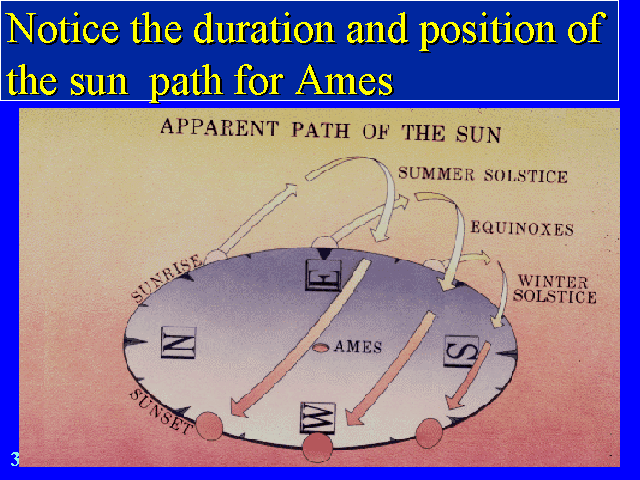 Notice the duration and position of
the sun path for Ames
APPARENT PATH OF THE SUN
SUMMER SOLSTICE
EQUINOXES
SUNRISE
WINTER
SOLSTICE
E
N
AMES
S
SUNSET
W
3